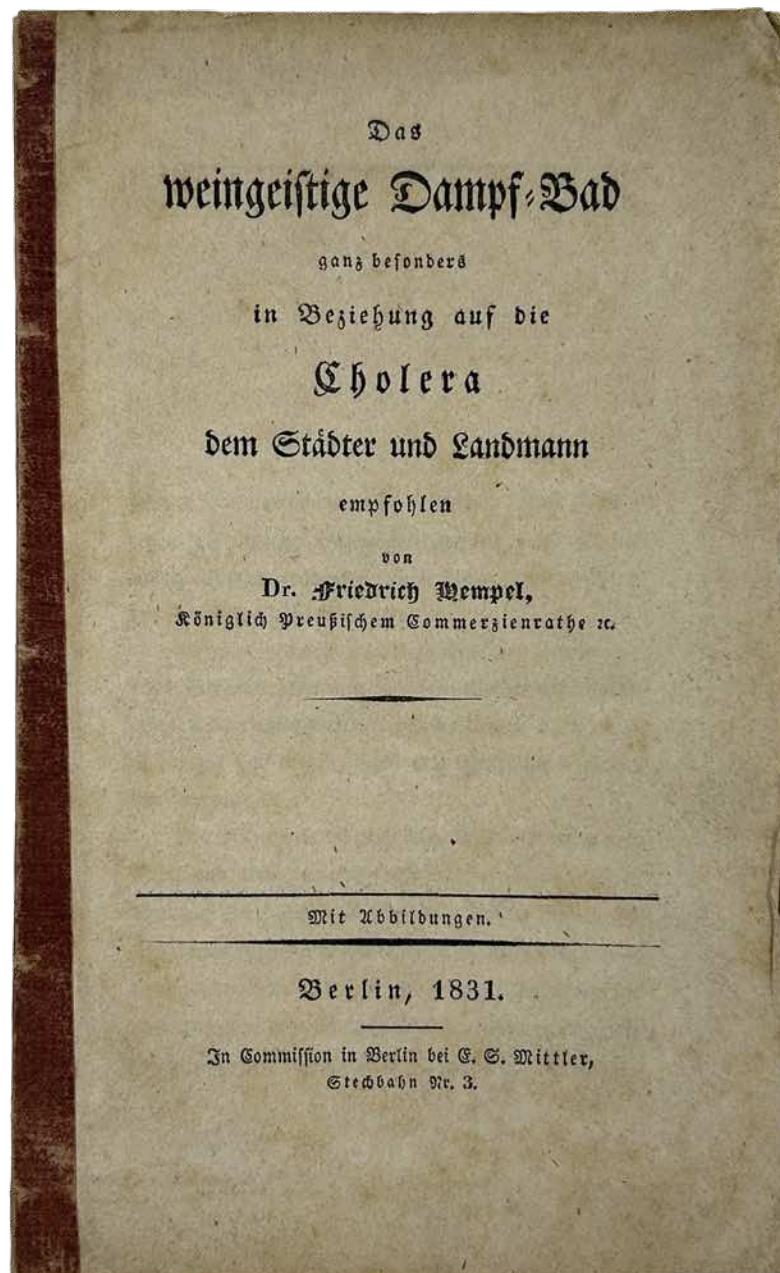 Das
weingeiſtige Dampf-Bad
ganz beſonders
in Beziehung auf die
Cholera
dem Städter und Landmann
empfohlen
von
Dr. Friedrich Hempel,
Königlich Preußiſchem Commerzienrathe ꝛc.
Mit Abbildungen.
Berlin, 1831.
In Commiſſion in Berlin bei E. S. Mittler,
Stechbahn Nr. 3.